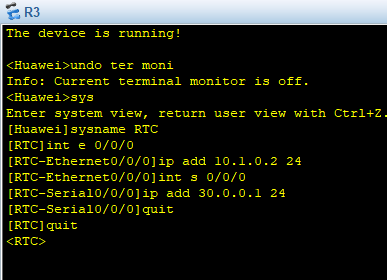 R3
The device is running!
<Huawei>undo ter moni
Info: Current terminal monitor is off.
<Huawei>sys
Enter system view, return user view with Ctrl+Z.
[Huawei]sysname RTC
[RTC]int e 0/0/0
[RTC-Ethernet0/0/0]ip add 10.1.0.2 24
[RTC-Ethernet0/0/0]int s 0/0/0
[RTC-Serial0/0/0]ip add 30.0.0.1 24
[RTC-Serial0/0/0]quit
[RTC]quit
<RTC>